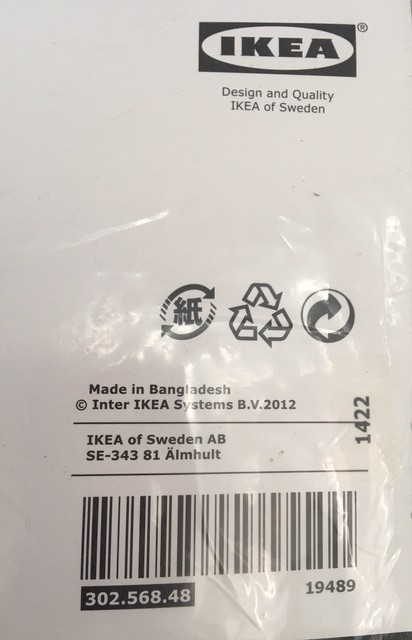 IKEA®
Design and Quality
IKEA of Sweden
紙
Made in Bangladesh
© Inter IKEA Systems B.V.2012
1422
IKEA of Sweden AB
SE-343 81 Älmhult
302.568.48
19489